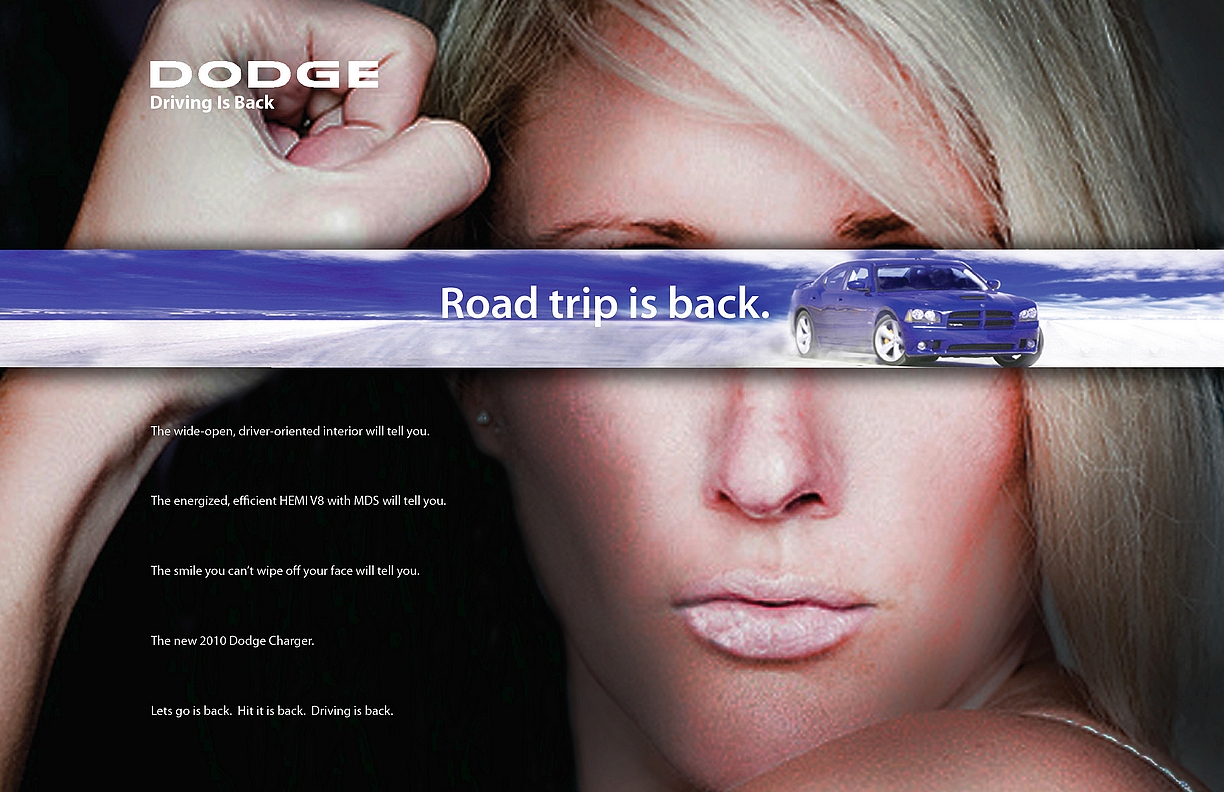 DODGE
Driving Is Back
Road trip is back.
The wide-open, driver-oriented interior will tell you.
The energized, efficient HEMI V8 with MDS will tell you.
The smile you can't wipe off your face will tell you.
The new 2010 Dodge Charger.
Lets go is back.  Hit it is back.  Driving is back.